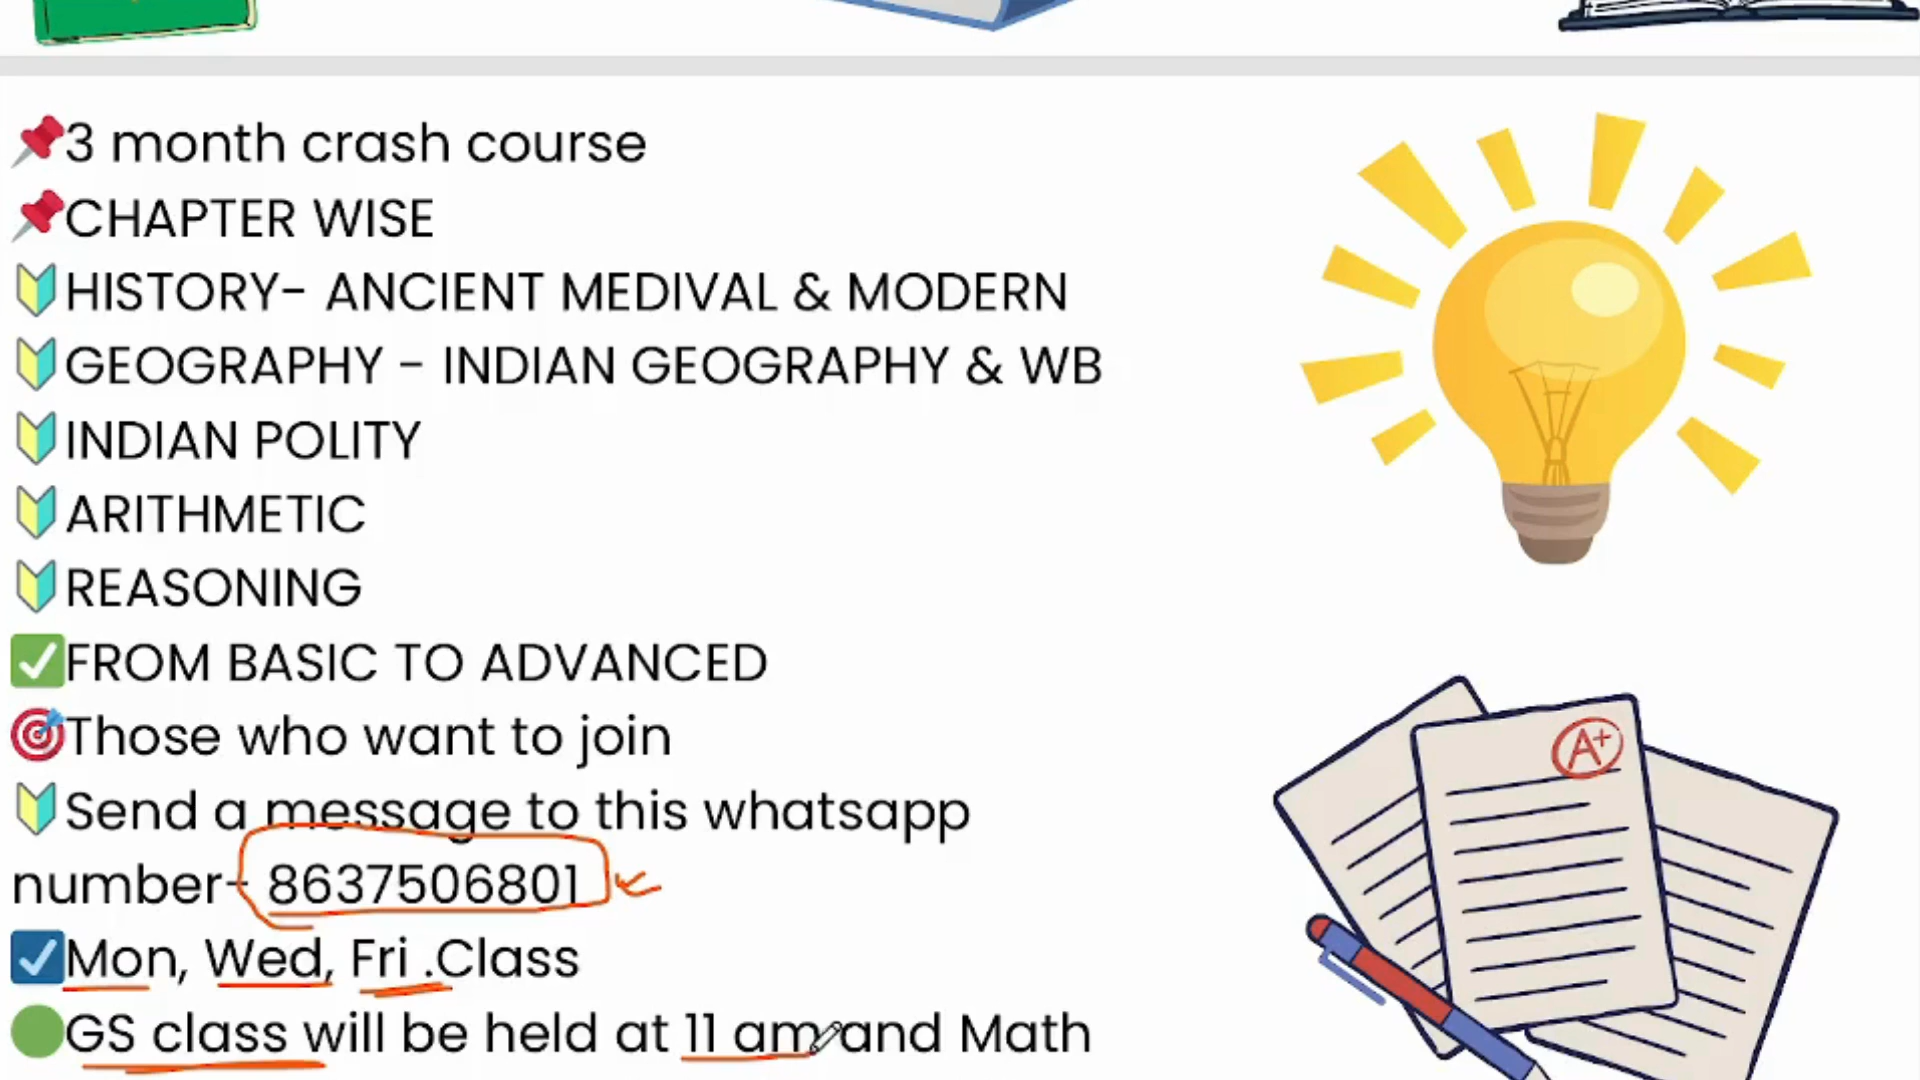 📌3 month crash course
📌CHAPTER WISE
🔰HISTORY- ANCIENT MEDIVAL & MODERN
🔰GEOGRAPHY - INDIAN GEOGRAPHY & WB
🔰INDIAN POLITY
🔰ARITHMETIC
🔰REASONING
✅FROM BASIC TO ADVANCED
🎯Those who want to join
🔰Send a message to this whatsapp
number- 8637506801
☑️Mon, Wed, Fri .Class
🟢GS class will be held at 11 am and Math
A+